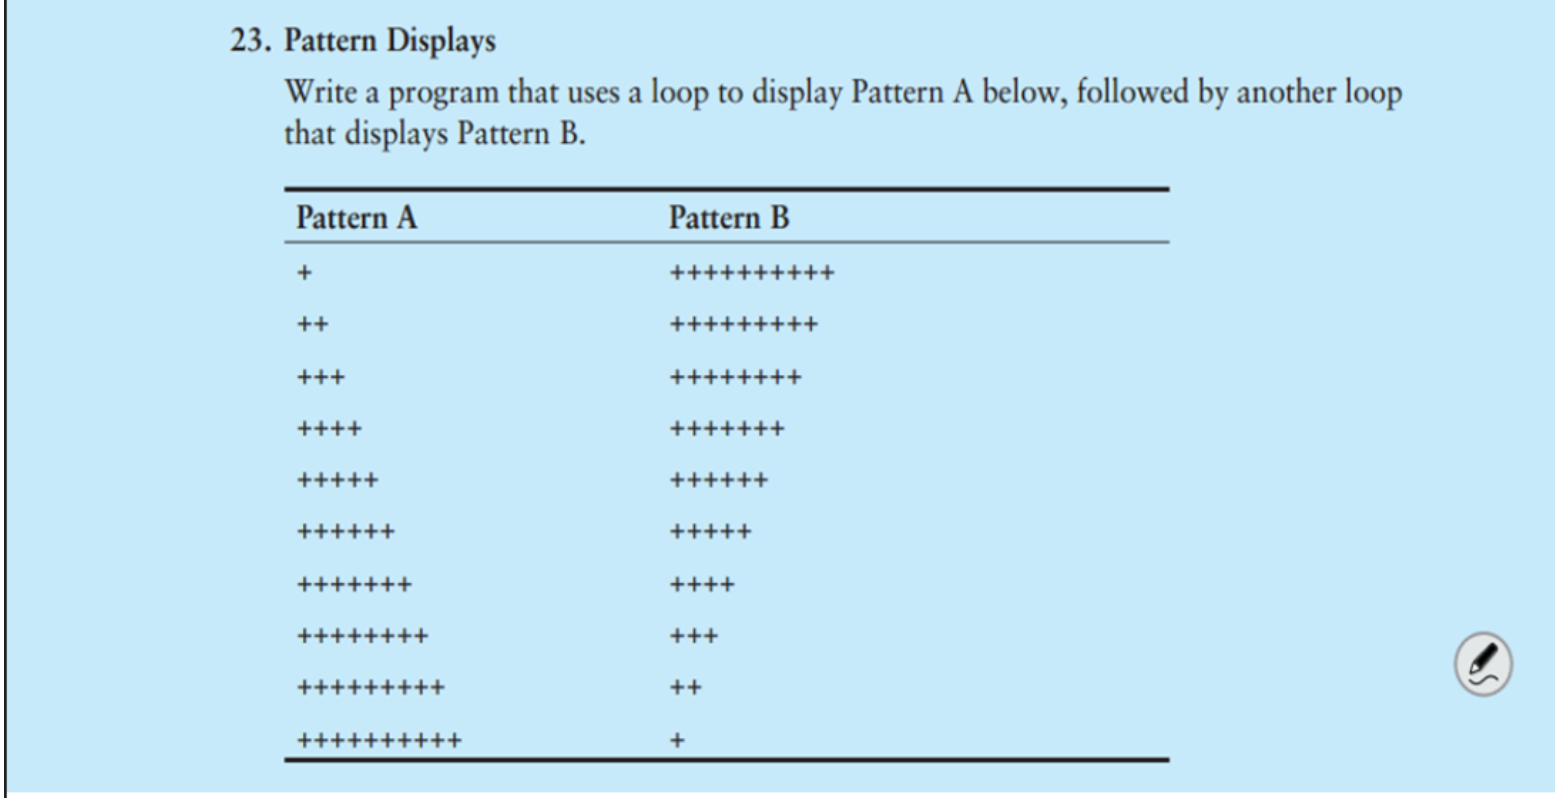 23. Pattern Displays
Write a program that uses a loop to display Pattern A below, followed by another loop
that displays Pattern B.
Pattern A Pattern B
+ ++++++++++
++ +++++++++
+++ ++++++++
++++ +++++++
+++++ ++++++
++++++ +++++
+++++++ ++++
++++++++ +++
+++++++++ ++
++++++++++ +